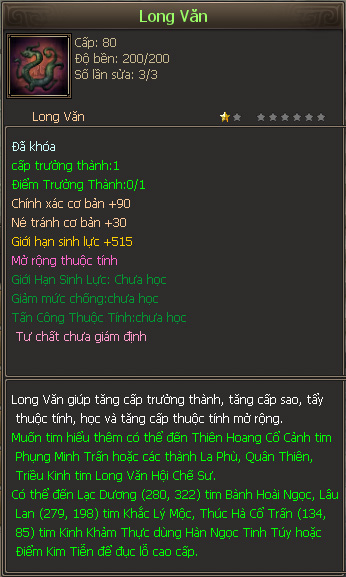 Long Văn
Cấp: 80
Độ bền: 200/200
Số lần sửa: 3/3
Long Văn
Đã khóa
cấp trường thành:1
Điểm Trường Thành:0/1
Chính xác cơ bản +90
Né tránh cơ bản +30
Giới hạn sinh lực +515
Mở rộng thuộc tính
Giới Hạn Sinh Lực: Chưa học
Giảm mức chống:chưa học
Tấn Công Thuộc Tính:chưa học
Tư chất chưa giám định
Long Văn giúp tăng cấp trường thành, tăng cấp sao, tẩy
thuộc tính, học và tăng cấp thuộc tính mở rộng.
Muốn tìm hiểu thêm có thể đến Thiên Hoang Cổ Cảnh tìm
Phụng Minh Trấn hoặc các thành La Phù, Quân Thiên,
Triều Kinh tìm Long Văn Hội Chế Sư.
Có thể đến Lạc Dương (280, 322) tìm Bành Hoài Ngọc, Lâu
Lan (279, 198) tìm Khắc Lý Mộc, Thúc Hà Cổ Trấn (134,
85) tìm Kinh Khảm Thực dùng Hàn Ngọc Tinh Túy hoặc
Điểm Kim Tiễn để đục lỗ cao cấp.